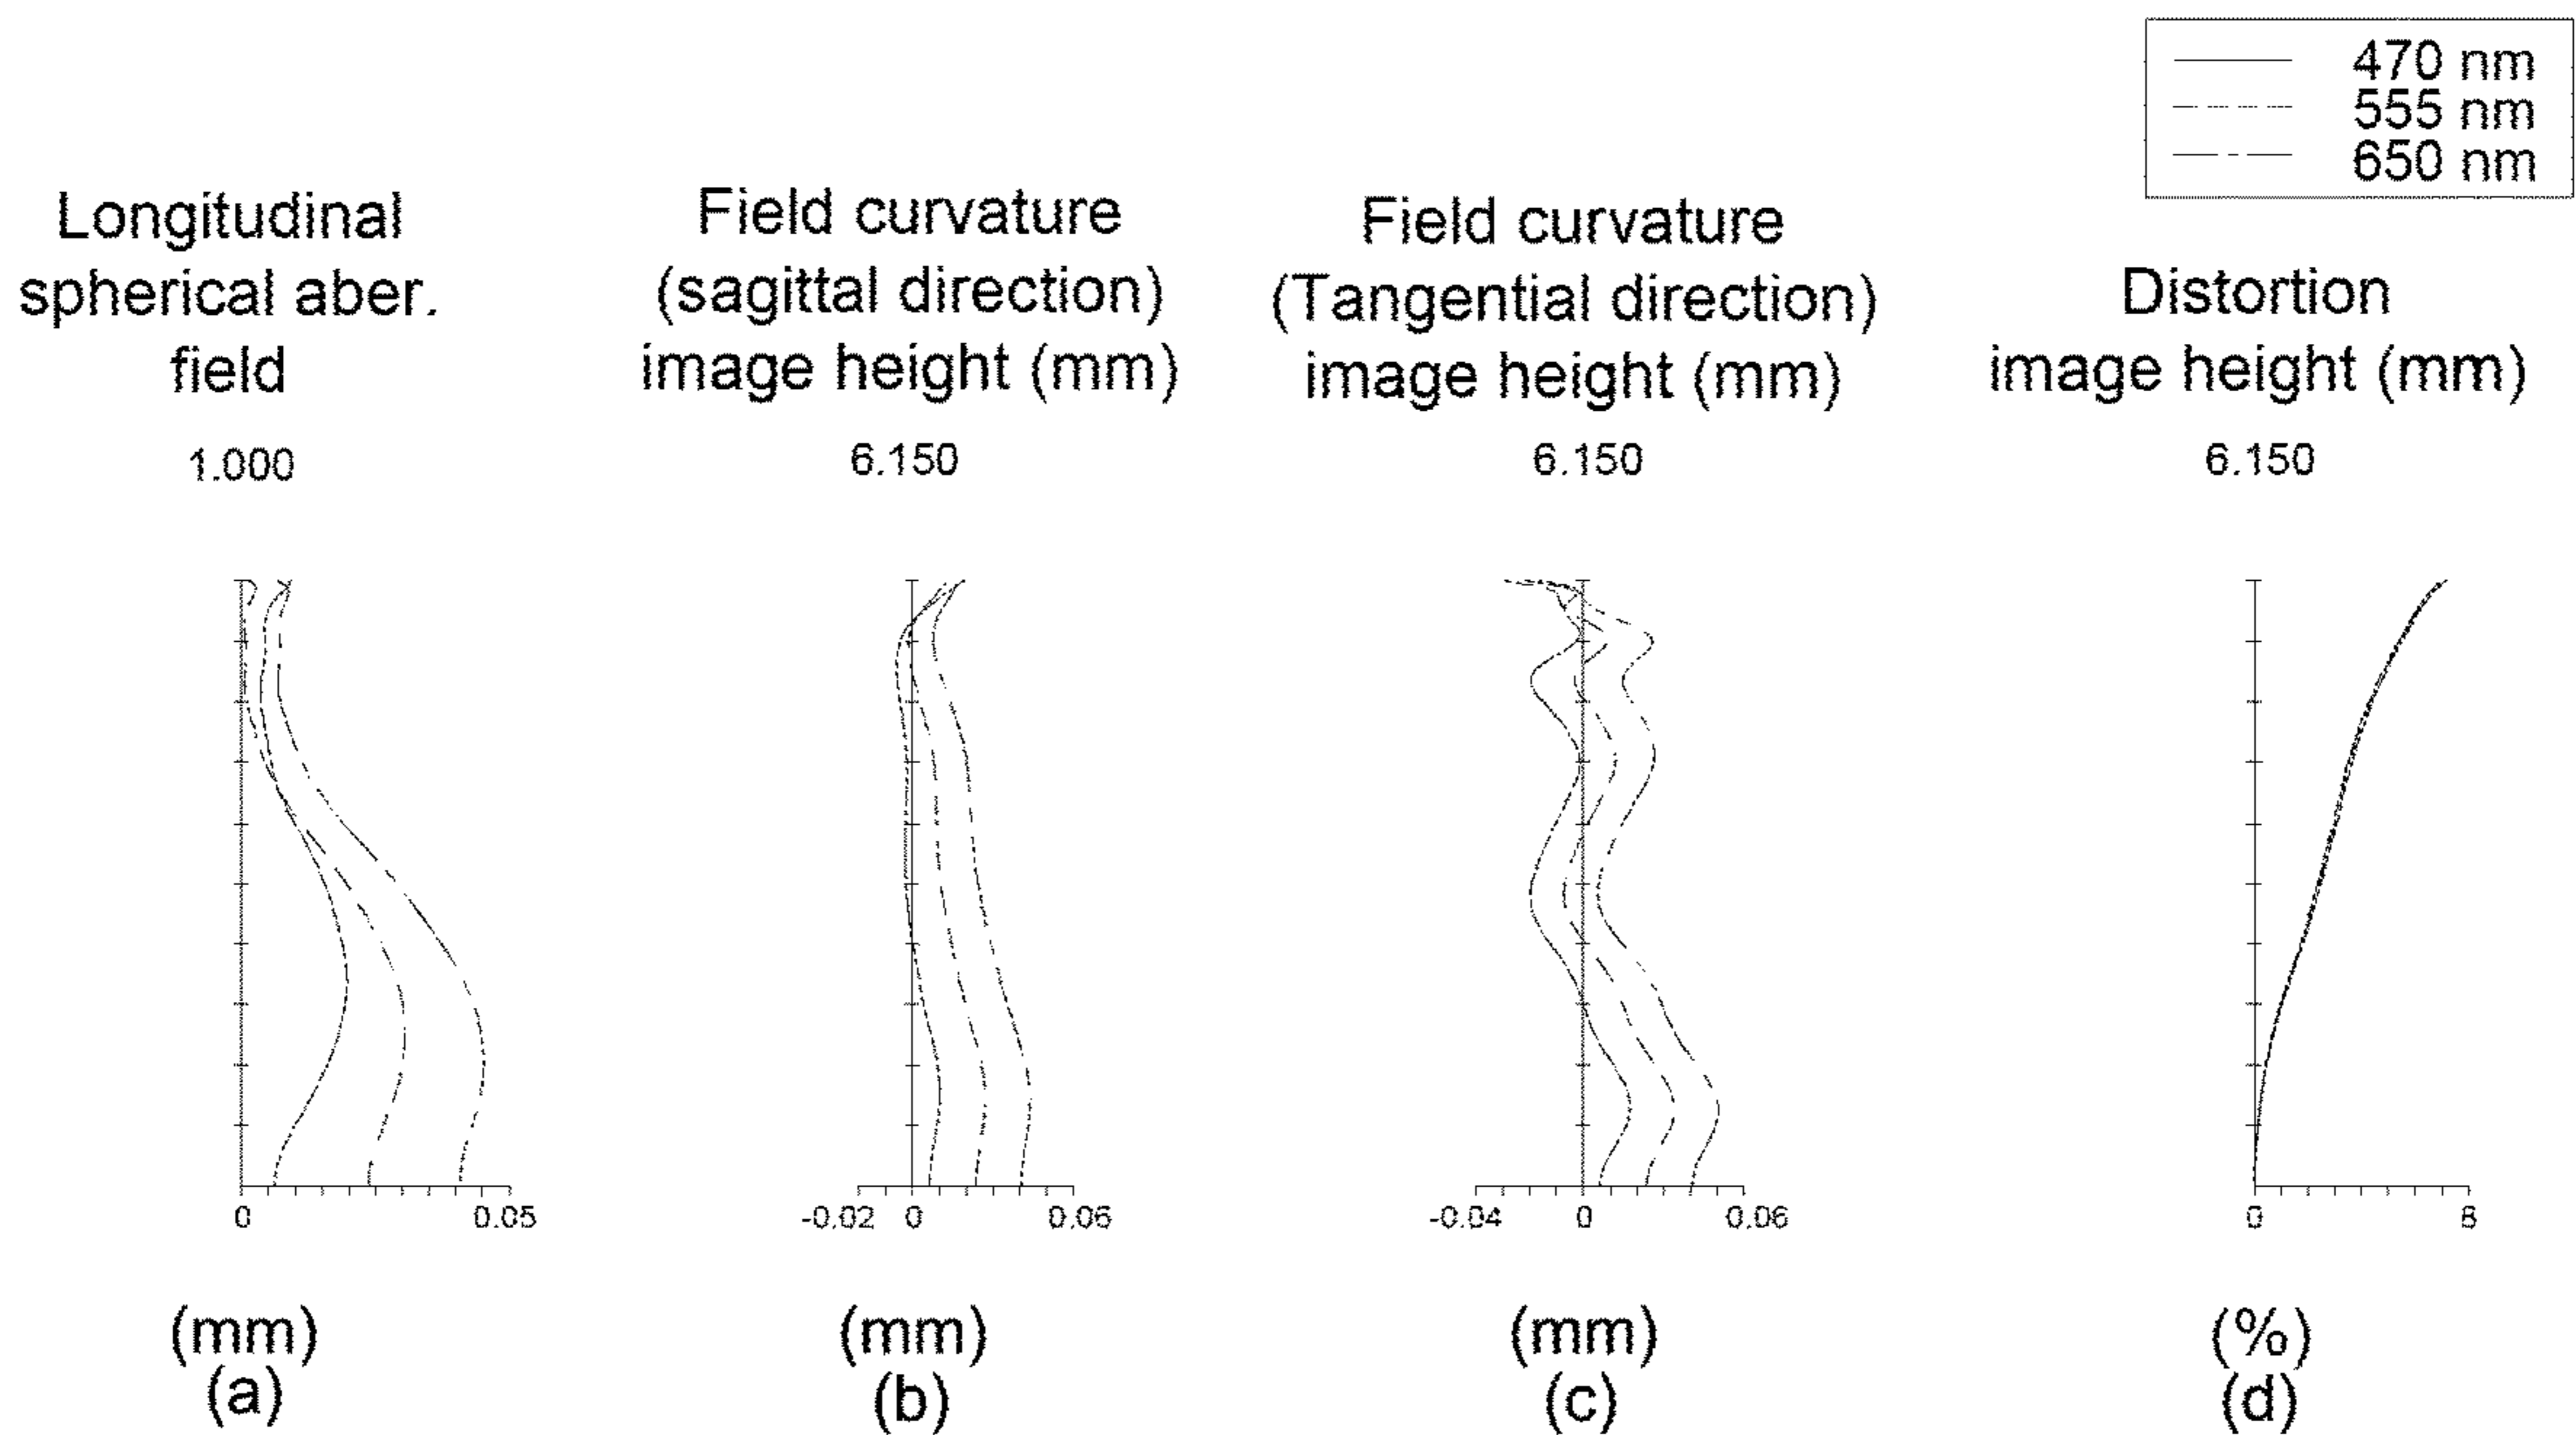 470 nm
555 nm
650 nm
Longitudinal
spherical aber.
field
1.000
0
0.05
(mm)
(a)
Field curvature
(sagittal direction)
image height (mm)
6.150
-0.02
0
0.06
(mm)
(b)
Field curvature
(Tangential direction)
image height (mm)
6.150
-0.04
0
0.06
(mm)
(c)
Distortion
image height (mm)
6.150
0
8
(%)
(d)